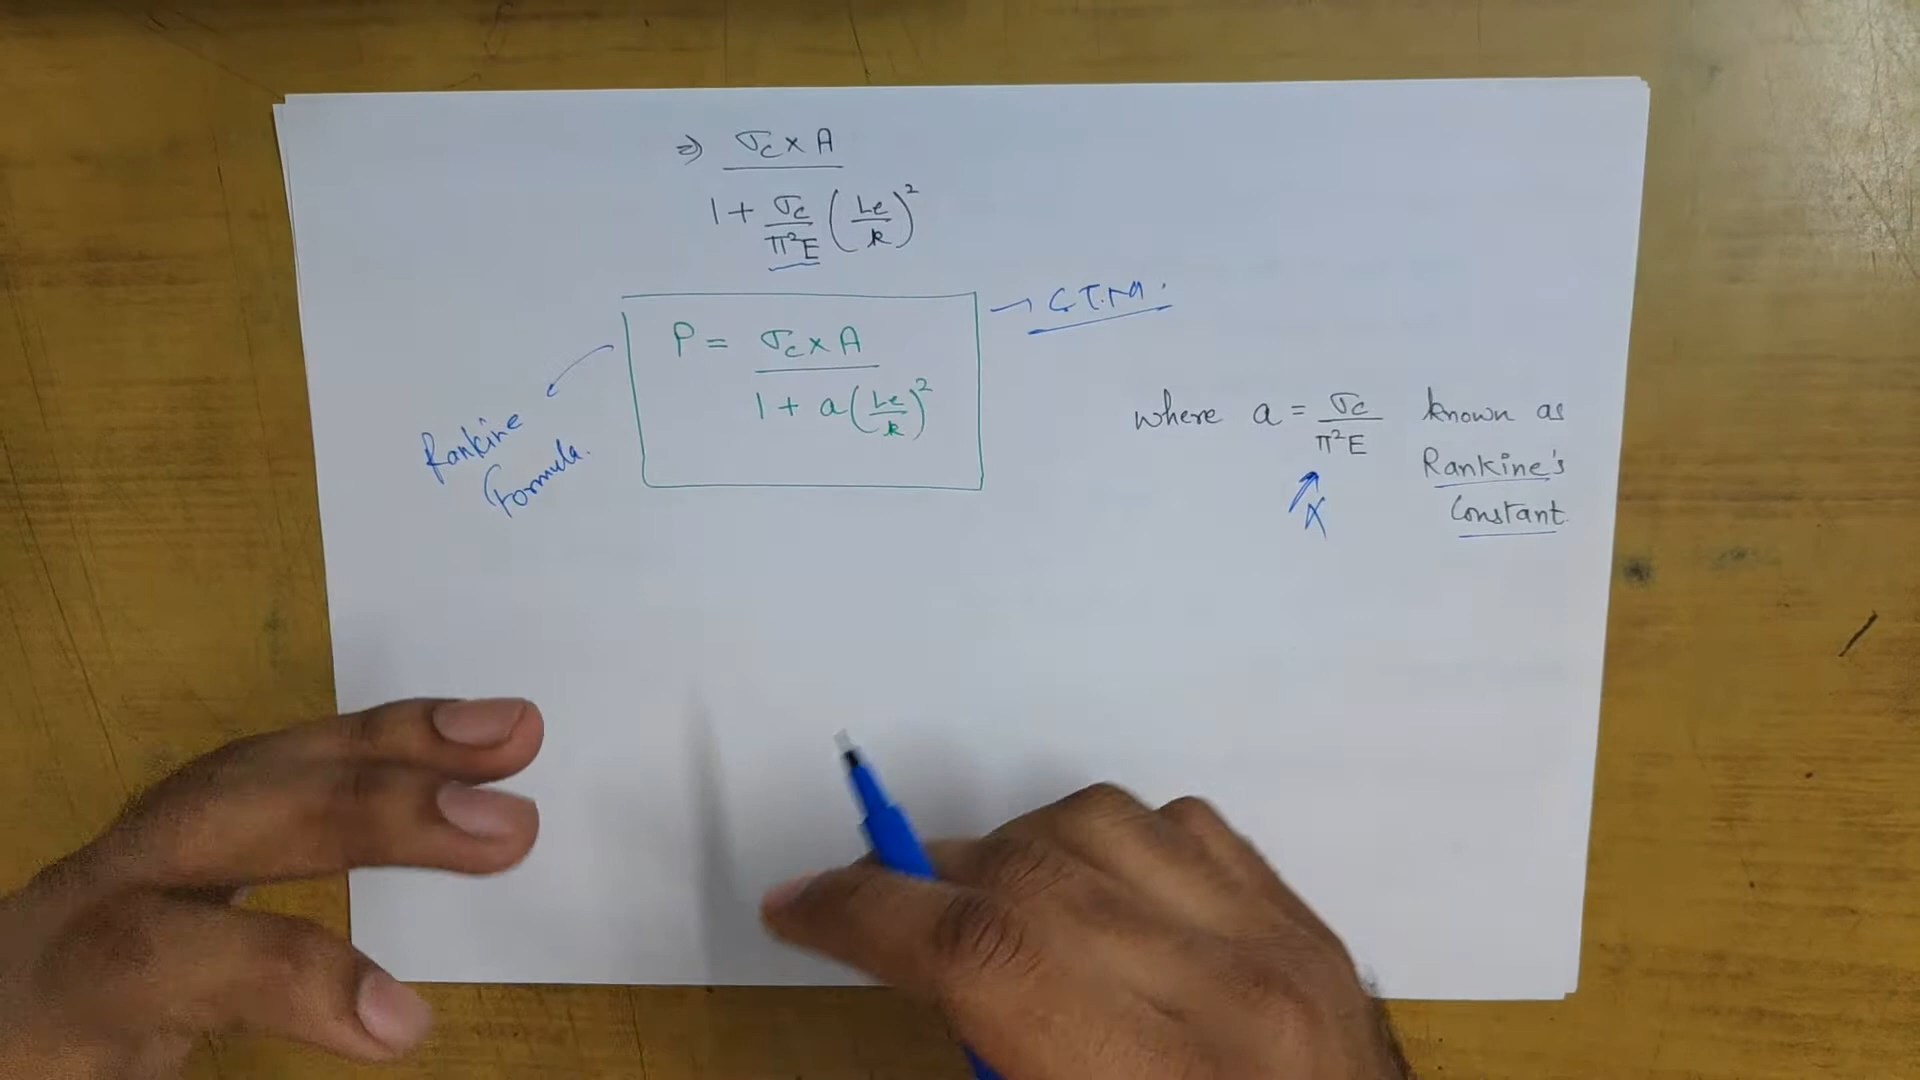 ⇒ σc × A
1 + σc/π²E (Le/k)²
P = σc × A
1 + a (Le/k)²
Rankine
Formula.
where a = σc/π²E known as
Rankine's
Constant